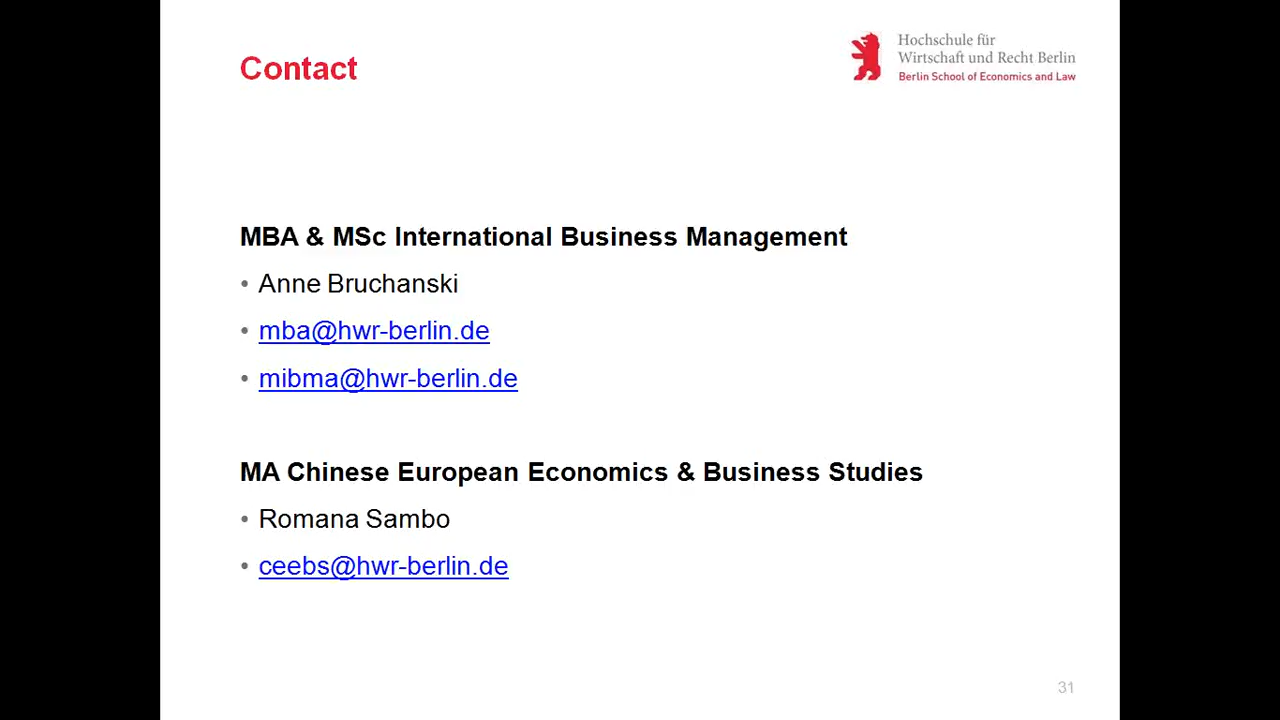 Contact
Hochschule für
Wirtschaft und Recht Berlin
Berlin School of Economics and Law
MBA & MSc International Business Management
• Anne Bruchanski
• mba@hwr-berlin.de
• mibma@hwr-berlin.de
MA Chinese European Economics & Business Studies
• Romana Sambo
• ceebs@hwr-berlin.de
31